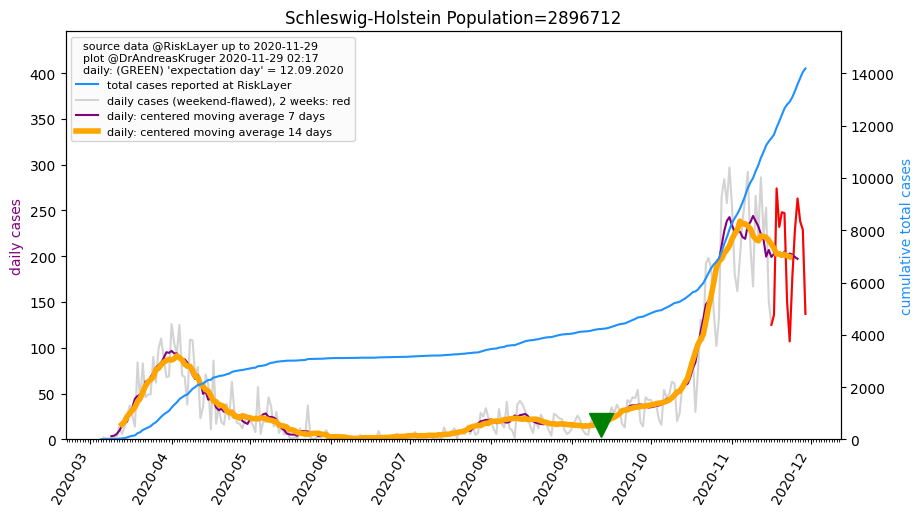 Schleswig-Holstein Population=2896712
source data @RiskLayer up to 2020-11-29
plot @DrAndreasKruger 2020-11-29 02:17
daily: (GREEN) 'expectation day' = 12.09.2020
total cases reported at RiskLayer
daily cases (weekend-flawed), 2 weeks: red
daily: centered moving average 7 days
daily: centered moving average 14 days
daily cases
400
350
300
250
200
150
100
50
0
cumulative total cases
14000
12000
10000
8000
6000
4000
2000
0
2020-03
2020-04
2020-05
2020-06
2020-07
2020-08
2020-09
2020-10
2020-11
2020-12